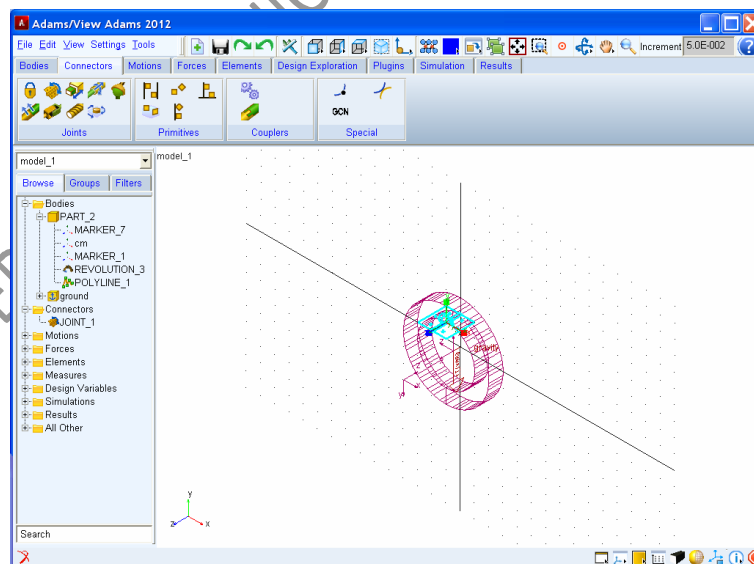 Adams/View Adams 2012
File Edit View Settings Tools
Increment 5.0E-002
Bodies Connectors Motions Forces Elements Design Exploration Plugins Simulation Results
GCN
Joints Primitives Couplers Special
model_1
model_1
Browse Groups Filters
Bodies
PART_2
MARKER_7
cm
MARKER_1
REVOLUTION_3
POLYLINE_1
ground
Connectors
JOINT_1
Motions
Forces
Elements
Measures
Design Variables
Simulations
Results
All Other
gravity
y
z x
Search